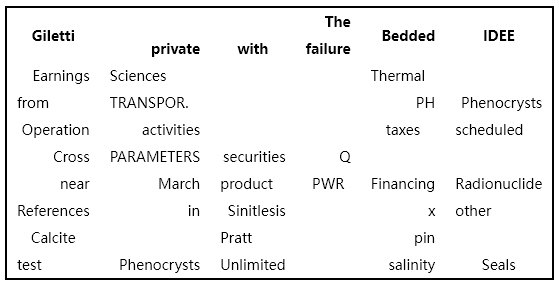 Giletti private with The failure Bedded IDEE
Earnings Sciences Thermal
from TRANSPOR. PH Phenocrysts
Operation activities taxes scheduled
Cross PARAMETERS securities Q
near March product PWR Financing Radionuclide
References in Sinitlesis x other
Calcite Pratt pin
test Phenocrysts Unlimited salinity Seals